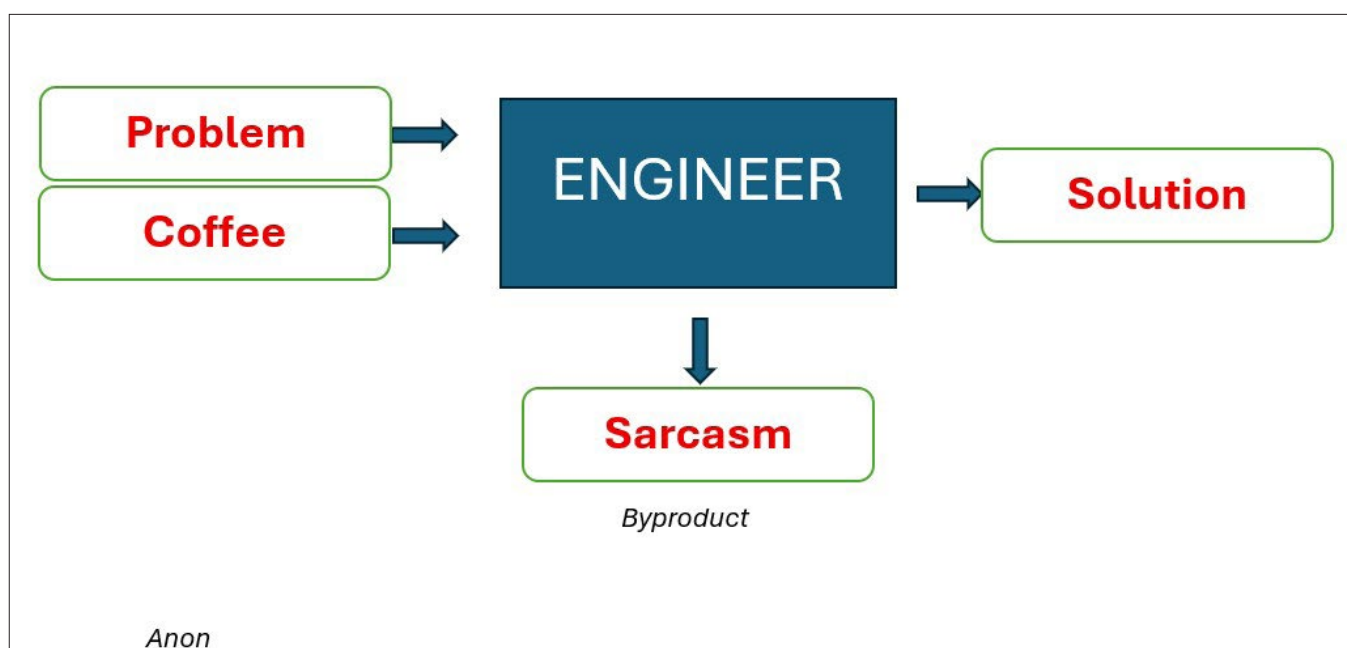 Problem
Coffee
ENGINEER
Solution
Sarcasm
Byproduct
Anon